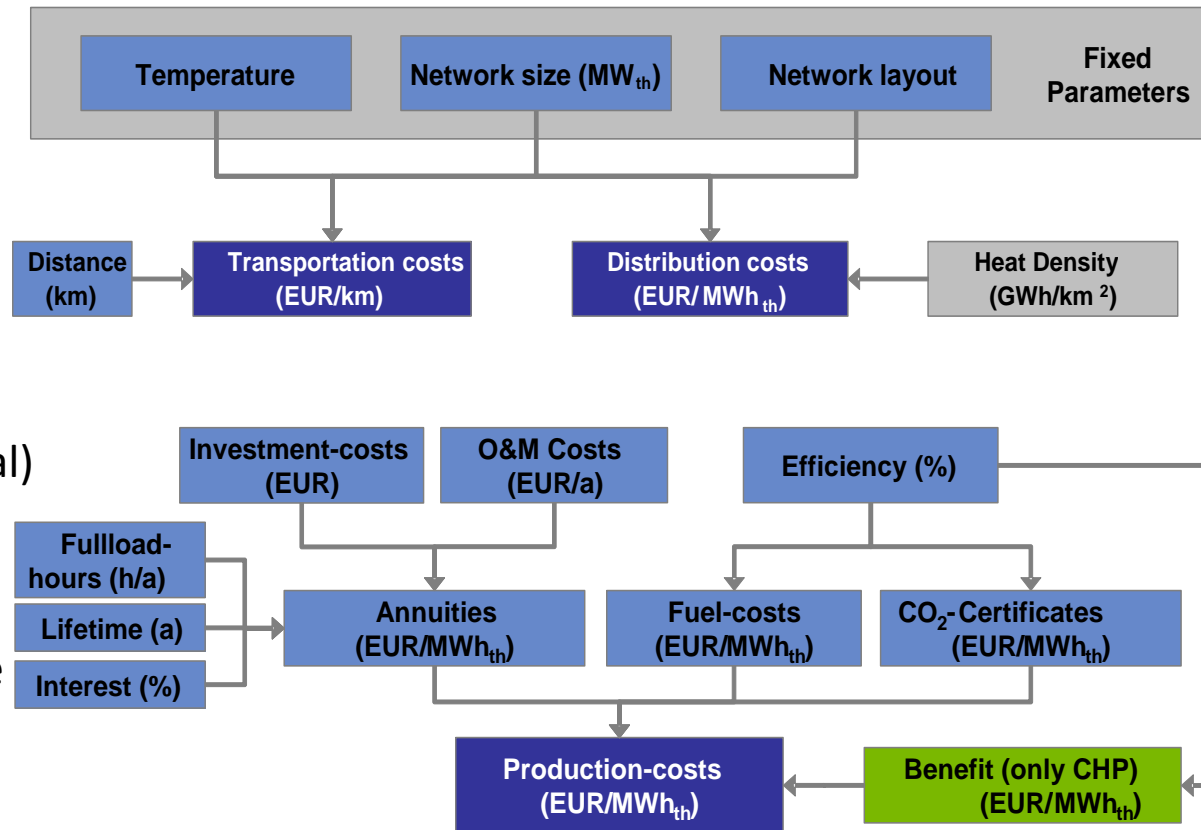 Temperature
Network size (MWth)
Network layout
Fixed
Parameters
Distance
(km)
Transportation costs
(EUR/km)
Distribution costs
(EUR/ MWh th)
Heat Density
(GWh/km 2)
al)
Investment-costs
(EUR)
O&M Costs
(EUR/a)
Efficiency (%)
Fullload-
hours (h/a)
Lifetime (a)
e
Interest (%)
Annuities
(EUR/MWhth)
Fuel-costs
(EUR/MWhth)
CO2-Certificates
(EUR/MWhth)
Production-costs
(EUR/MWhth)
Benefit (only CHP)
(EUR/MWhth)